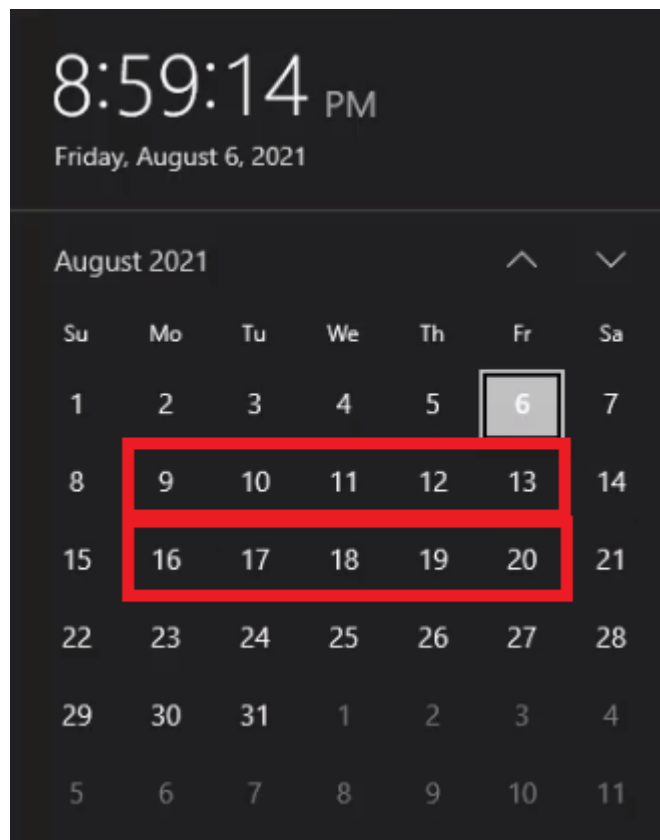 8:59:14 PM
Friday, August 6, 2021
August 2021
Su Mo Tu We Th Fr Sa
1 2 3 4 5 6 7
8 9 10 11 12 13 14
15 16 17 18 19 20 21
22 23 24 25 26 27 28
29 30 31 1 2 3 4
5 6 7 8 9 10 11